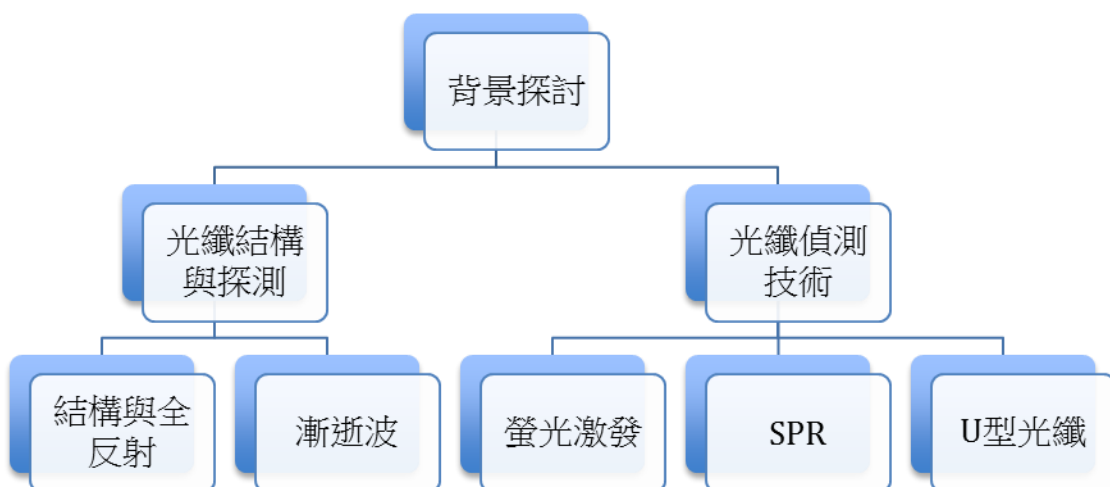 背景探討
光纖結構
與探測
光纖偵測
技術
結構與全
反射
漸逝波
螢光激發
SPR
U型光纖